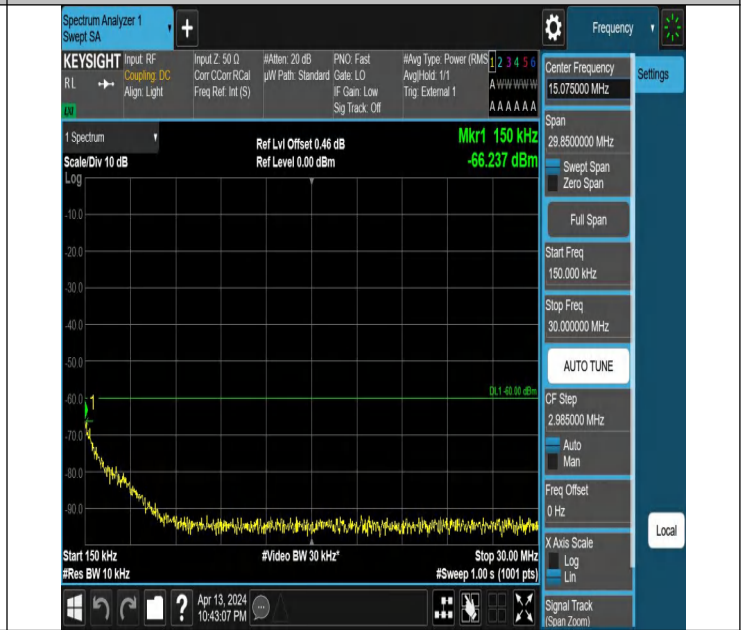 Spectrum Analyzer 1
Swept SA
+
Frequency
KEYSIGHT
RL
LXI
Input: RF
Coupling: DC
Align: Light
Input Z: 50 Ω
Corr CCorr RCal
Freq Ref: Int (S)
#Atten: 20 dB
µW Path: Standard
PNO: Fast
Gate: LO
IF Gain: Low
Sig Track: Off
#Avg Type: Power (RMS
Avg|Hold: 1/1
Trig: External 1
1 2 3 4 5 6
A W W W W W
A A A A A A
1 Spectrum
Scale/Div 10 dB
Log
Ref Lvl Offset 0.46 dB
Ref Level 0.00 dBm
Mkr1 150 kHz
-66.237 dBm
-10.0
-20.0
-30.0
-40.0
-50.0
-60.0
-70.0
-80.0
-90.0
1
DL1 -60.00 dBm
Start 150 kHz
#Res BW 10 kHz
#Video BW 30 kHz*
Stop 30.00 MHz
#Sweep 1.00 s (1001 pts)
?
Apr 13, 2024
10:43:07 PM
Center Frequency
15.075000 MHz
Settings
Span
29.8500000 MHz
Swept Span
Zero Span
Full Span
Start Freq
150.000 kHz
Stop Freq
30.000000 MHz
AUTO TUNE
CF Step
2.985000 MHz
Auto
Man
Freq Offset
0 Hz
X Axis Scale
Log
Lin
Local
Signal Track
(Span Zoom)